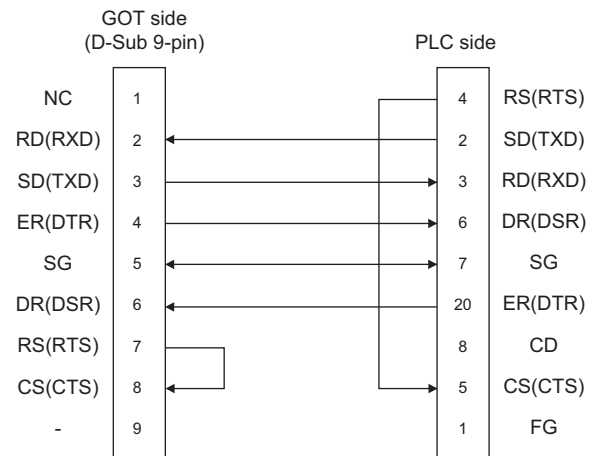 GOT side
(D-Sub 9-pin) PLC side
NC 1 4 RS(RTS)
RD(RXD) 2 2 SD(TXD)
SD(TXD) 3 3 RD(RXD)
ER(DTR) 4 6 DR(DSR)
SG 5 7 SG
DR(DSR) 6 20 ER(DTR)
RS(RTS) 7 8 CD
CS(CTS) 8 5 CS(CTS)
- 9 1 FG